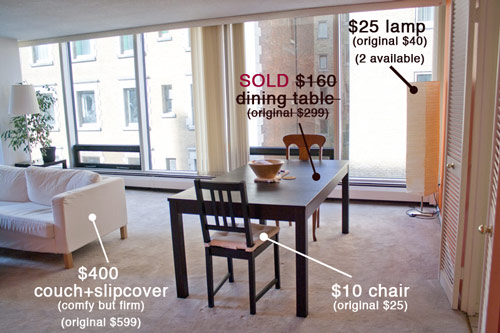 $25 lamp
(original $40)
(2 available)
SOLD $160
dining table
(original $299)
$400
couch+slipcover
(comfy but firm)
(original $599)
$10 chair
(original $25)